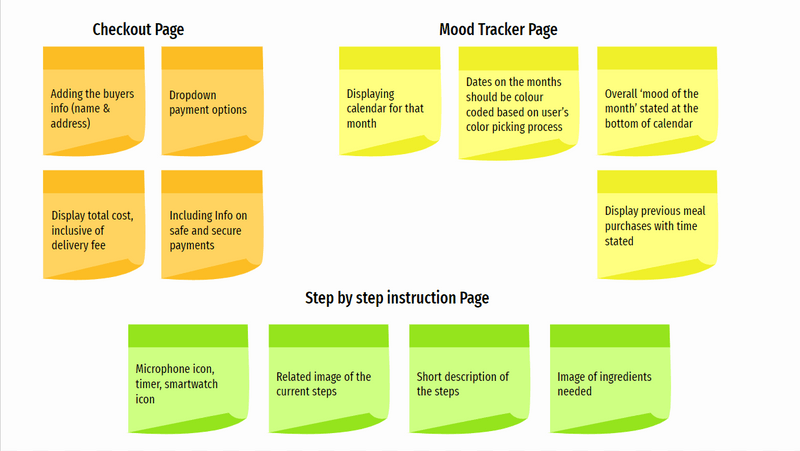 Checkout Page
Adding the buyers
info (name &
address)
Dropdown
payment options
Display total cost,
inclusive of
delivery fee
Including Info on
safe and secure
payments
Mood Tracker Page
Displaying
calendar for that
month
Dates on the months
should be colour
coded based on user's
color picking process
Overall ‘mood of the
month’ stated at the
bottom of calendar
Display previous meal
purchases with time
stated
Step by step instruction Page
Microphone icon,
timer, smartwatch
icon
Related image of the
current steps
Short description of
the steps
Image of ingredients
needed